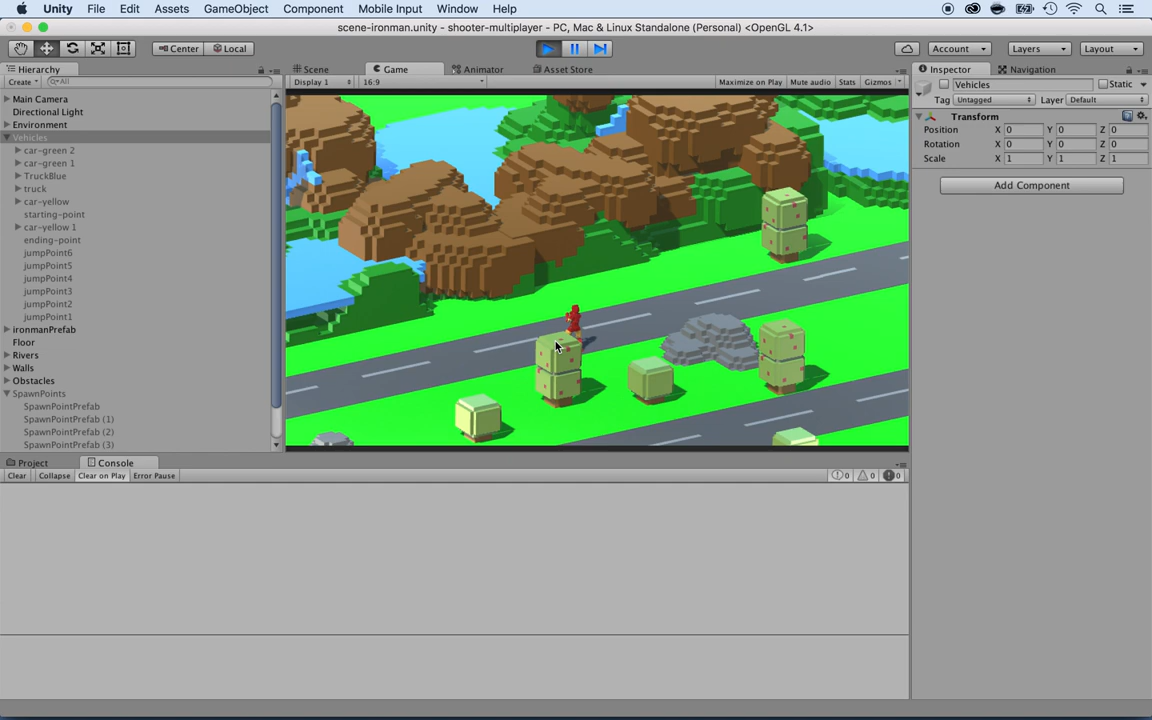 Unity File Edit Assets GameObject Component Mobile Input Window Help
scene-ironman.unity - shooter-multiplayer - PC, Mac & Linux Standalone (Personal) <OpenGL 4.1>
Center Local Account Layers Layout
Hierarchy Scene Game Animator Asset Store Inspector Navigation
Create All Display 1 16:9 Maximize on Play Mute audio Stats Gizmos
Vehicles Static
Tag Untagged Layer Default
Transform
Position X 0 Y 0 Z 0
Rotation X 0 Y 0 Z 0
Scale X 1 Y 1 Z 1
Add Component
Main Camera
Directional Light
Environment
Vehicles
car-green 2
car-green 1
TruckBlue
truck
car-yellow
starting-point
car-yellow 1
ending-point
jumpPoint6
jumpPoint5
jumpPoint4
jumpPoint3
jumpPoint2
jumpPoint1
ironmanPrefab
Floor
Rivers
Walls
Obstacles
SpawnPoints
SpawnPointPrefab
SpawnPointPrefab (1)
SpawnPointPrefab (2)
SpawnPointPrefab (3)
Project Console
Clear Collapse Clear on Play Error Pause 0 0 0